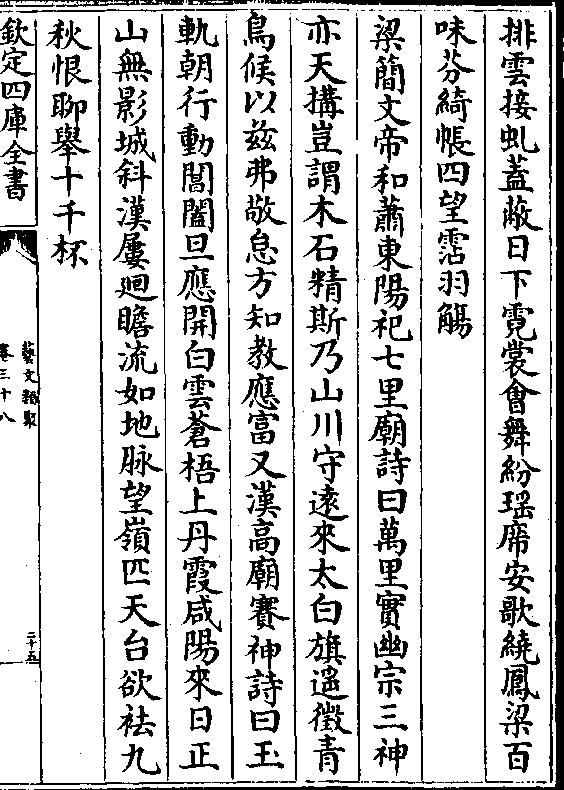 排雲接虬蓋蔽日下霓裳會舞紛瑶席安歌繞鳳梁百
味芬綺帳四望霑羽觴
梁簡文帝和蕭東陽祀七里廟詩曰萬里實幽宗三神
亦天搆豈謂木石精斯乃山川守遠來太白旗遥徵青
鳥候以兹弗敬怠方知教應富又漢高廟賽神詩曰玉
軌朝行動閶闔旦應開白雲蒼梧上丹霞咸陽來日正
山無影城斜漢屢廻瞻流如地脉望嶺匹天台欲祛九
秋恨聊舉十千杯
欽定四庫全書
藝文類聚
卷三十八
二十五